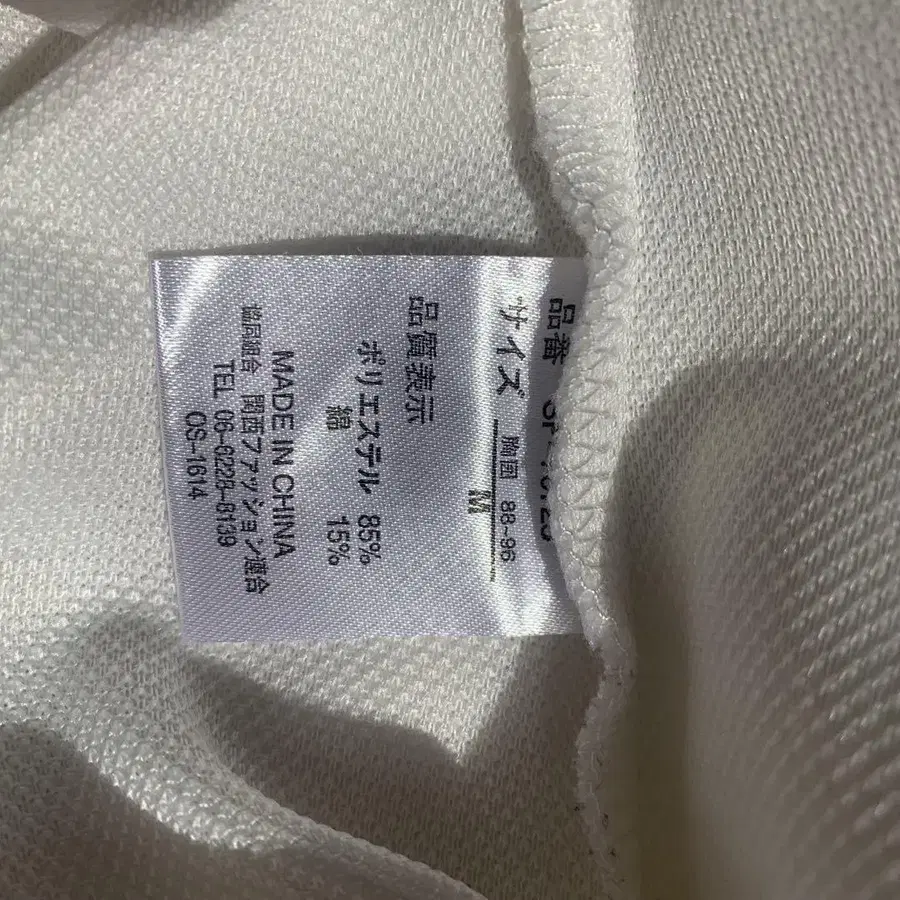 品番
サイズ 胸囲 88~96
M
品質表示
ポリエステル 85%
綿 15%
MADE IN CHINA
協同組合 関西ファッション連合
TEL 06-6228-8139
OS-1614